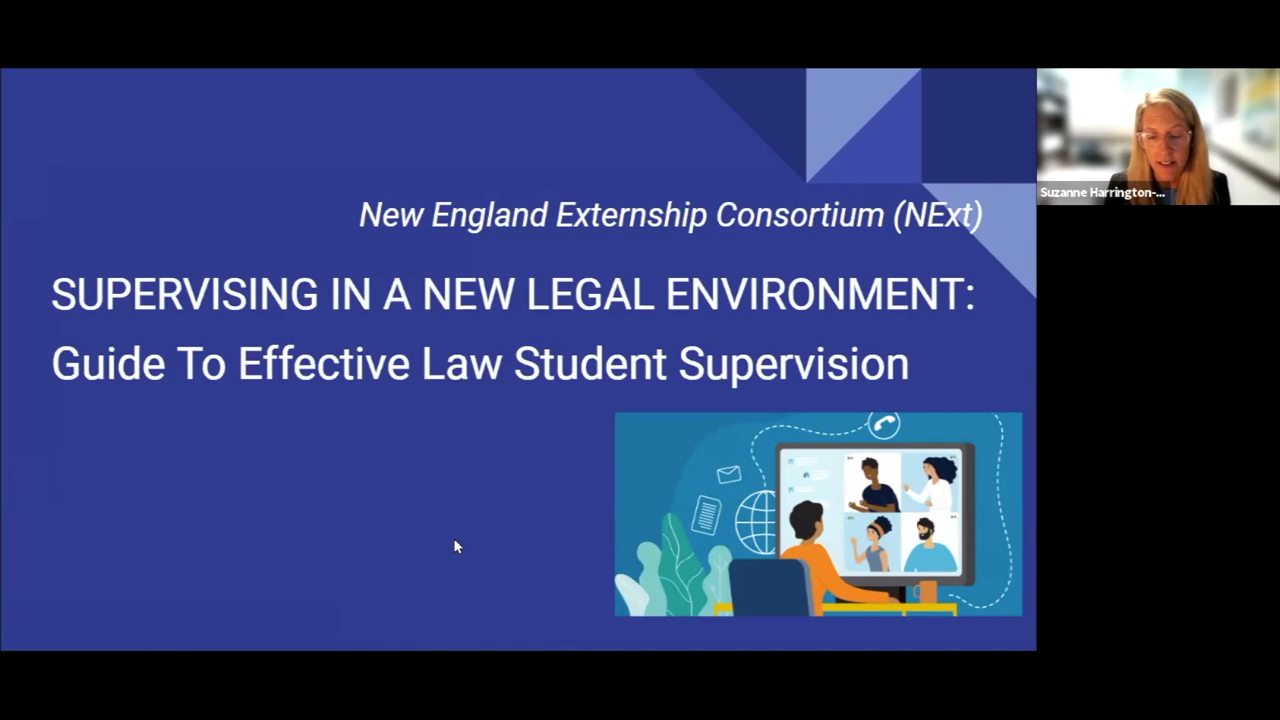 New England Externship Consortium (NExt)
SUPERVISING IN A NEW LEGAL ENVIRONMENT:
Guide To Effective Law Student Supervision
Suzanne Harrington-...